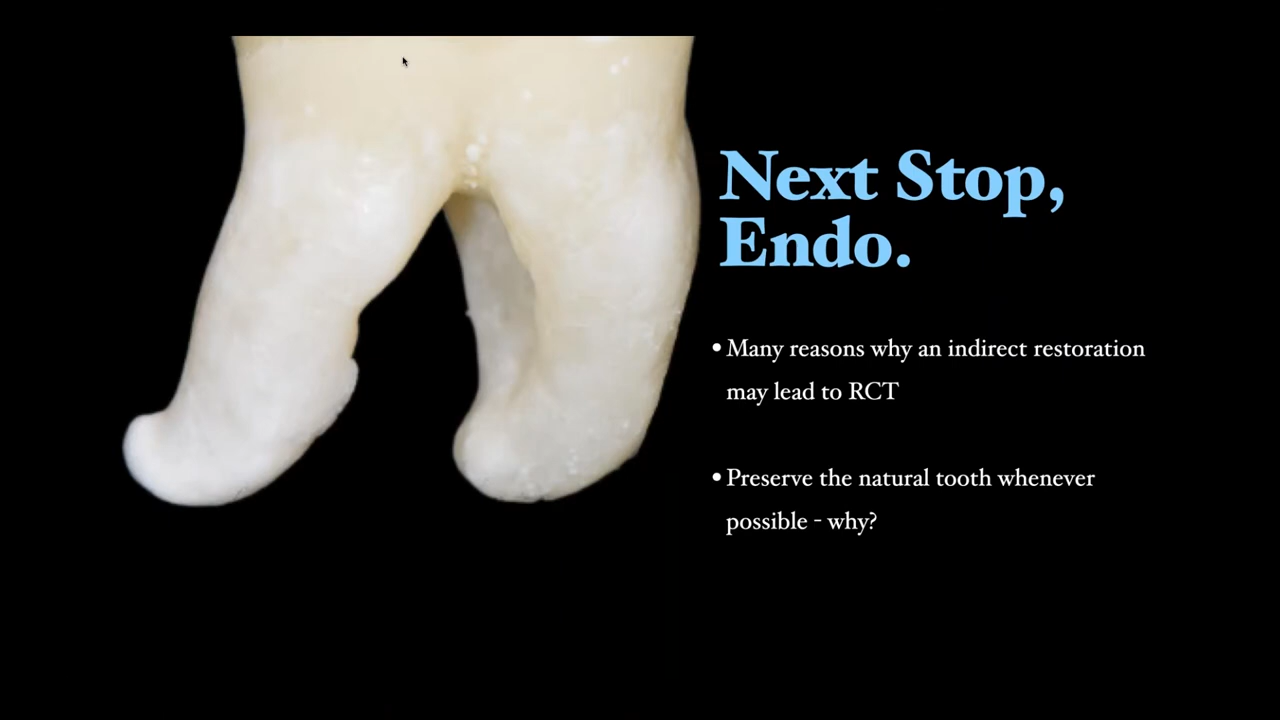 Next Stop,
Endo.
• Many reasons why an indirect restoration
may lead to RCT
• Preserve the natural tooth whenever
possible - why?